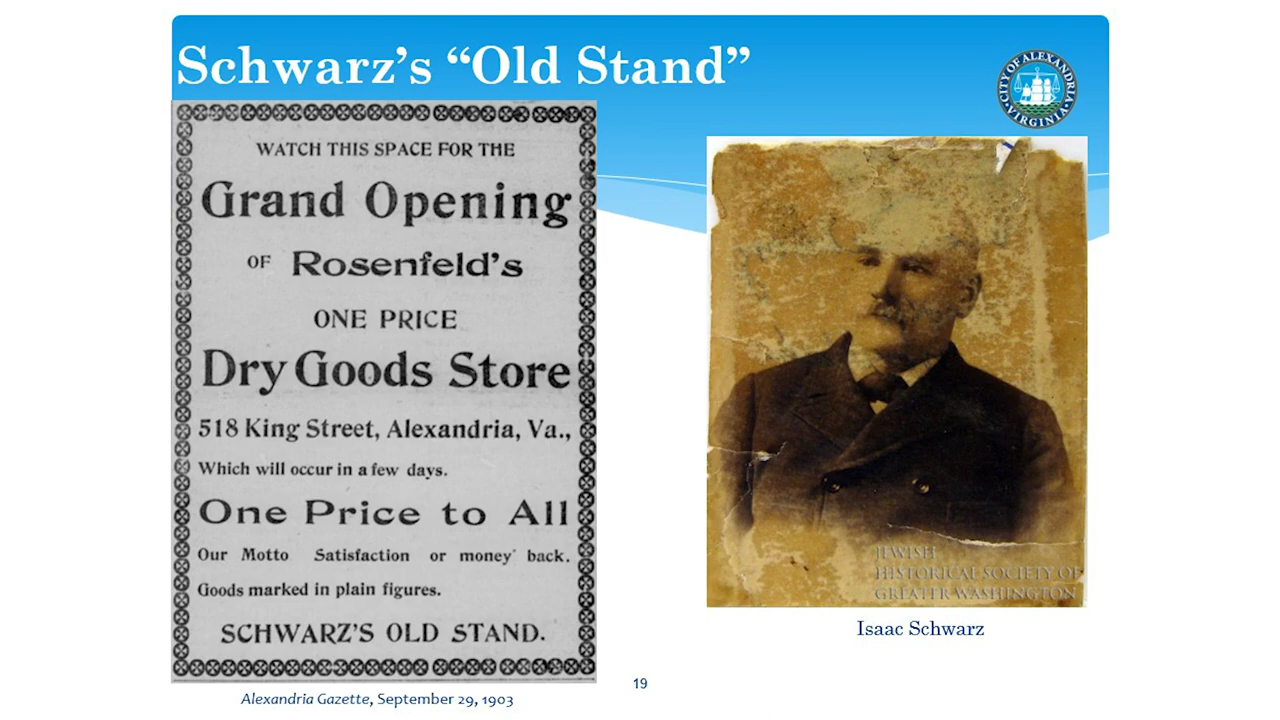 Schwarz's “Old Stand”
CITY OF ALEXANDRIA
VIRGINIA
WATCH THIS SPACE FOR THE
Grand Opening
OF Rosenfeld's
ONE PRICE
Dry Goods Store
518 King Street, Alexandria, Va.,
Which will occur in a few days.
One Price to All
Our Motto Satisfaction or money back.
Goods marked in plain figures.
SCHWARZ'S OLD STAND.
Alexandria Gazette, September 29, 1903
JEWISH
HISTORICAL SOCIETY OF
GREATER WASHINGTON
Isaac Schwarz
19